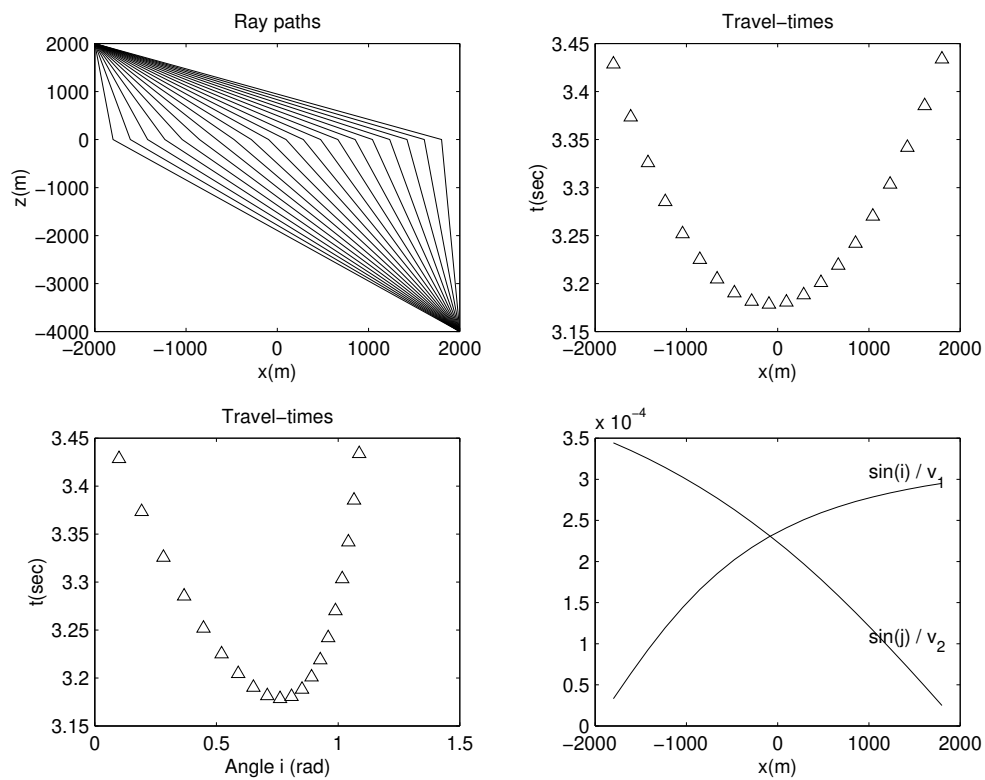 Ray paths
2000
1000
0
−1000
−2000
−3000
−4000
z(m)
−2000 −1000 0 1000 2000
x(m)
Travel−times
3.45
3.4
3.35
3.3
3.25
3.2
3.15
t(sec)
−2000 −1000 0 1000 2000
x(m)
Travel−times
3.45
3.4
3.35
3.3
3.25
3.2
3.15
t(sec)
0 0.5 1 1.5
Angle i (rad)
x 10−4
3.5
3
2.5
2
1.5
1
0.5
0
sin(i) / v1
sin(j) / v2
−2000 −1000 0 1000 2000
x(m)